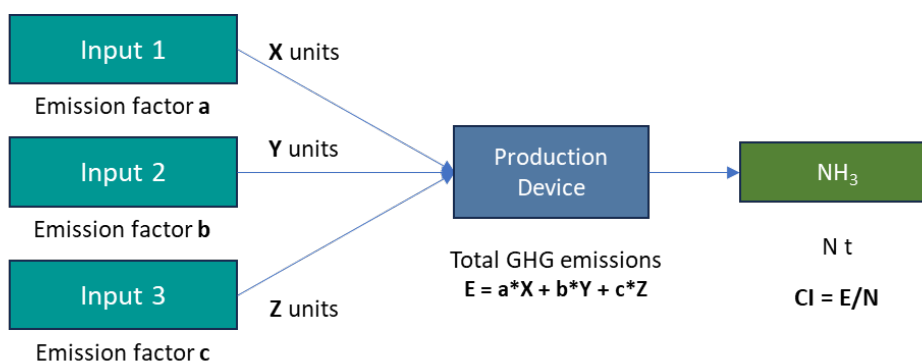 Input 1
Emission factor a
X units
Input 2
Emission factor b
Y units
Input 3
Emission factor c
Z units
Production
Device
Total GHG emissions
E = a*X + b*Y + c*Z
NH₃
N t
CI = E/N